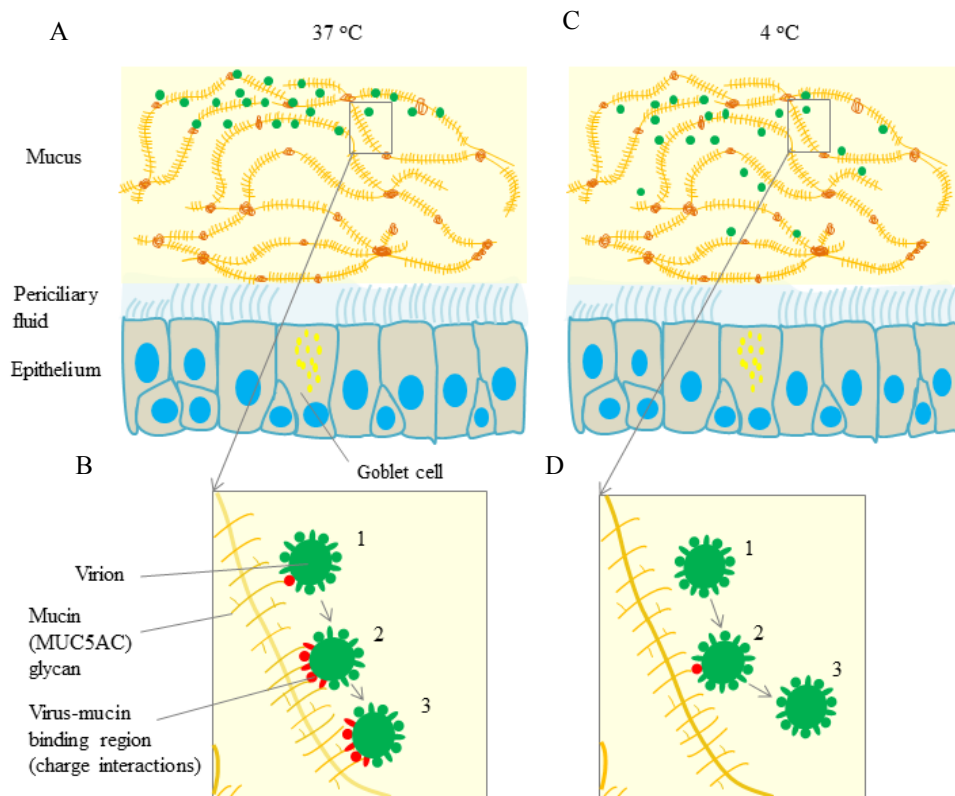 A
37 °C
C
4 °C
Mucus
Periciliary
fluid
Epithelium
B
Goblet cell
D
Virion
Mucin
(MUC5AC)
glycan
Virus-mucin
binding region
(charge interactions)
1
2
3
1
2
3